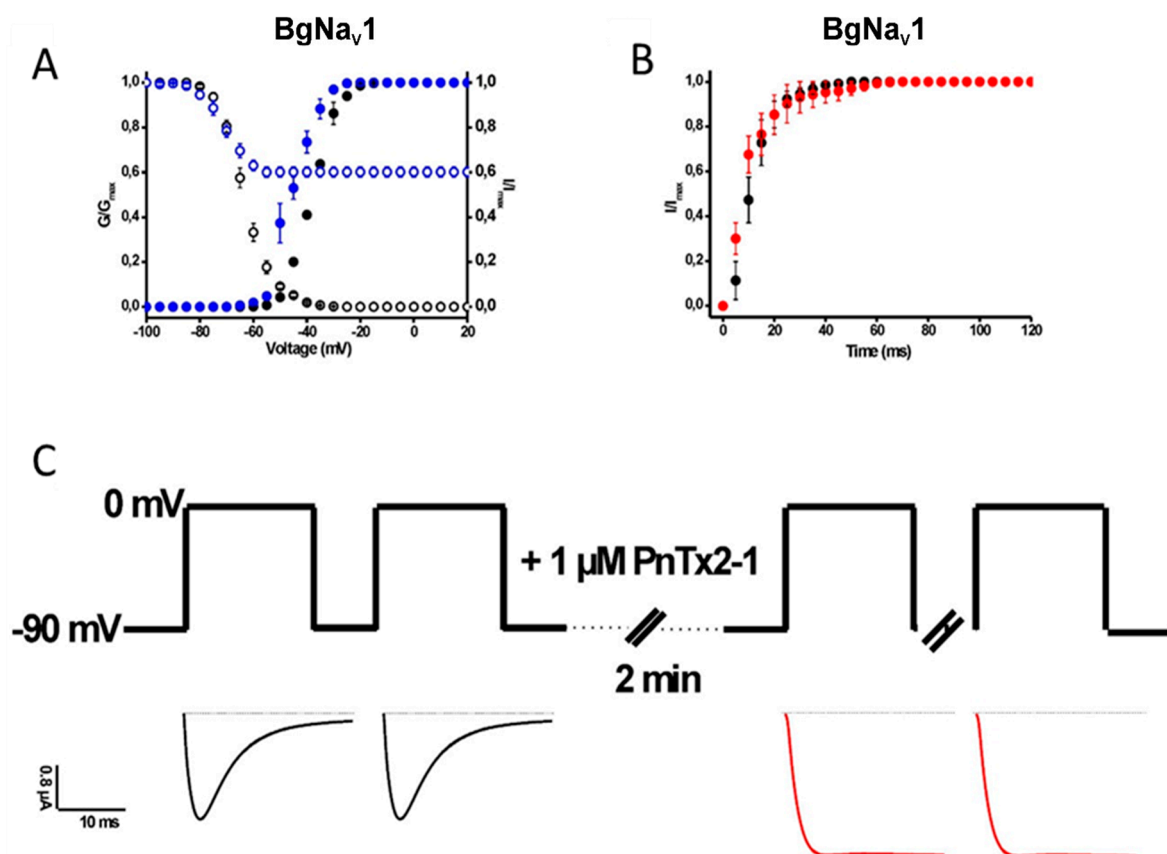 BgNaV1
A
G/Gmax
1,0
0,8
0,6
0,4
0,2
0,0
1,0
0,8
0,6
0,4
0,2
0,0
I/Imax
-100 -80 -60 -40 -20 0 20
Voltage (mV)
BgNaV1
B
I/Imax
1,0
0,8
0,6
0,4
0,2
0,0
0 20 40 60 80 100 120
Time (ms)
C
0 mV
+ 1 µM PnTx2-1
-90 mV
2 min
0.8 µA
10 ms